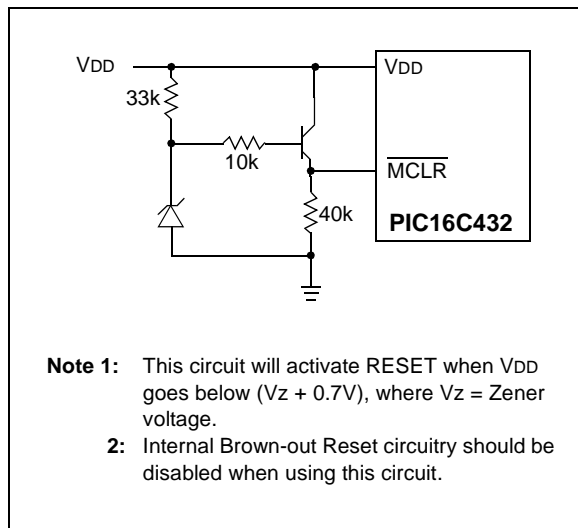 VDD
VDD
33k
10k
MCLR
40k
PIC16C432
Note 1: This circuit will activate RESET when VDD
goes below (Vz + 0.7V), where Vz = Zener
voltage.
2: Internal Brown-out Reset circuitry should be
disabled when using this circuit.